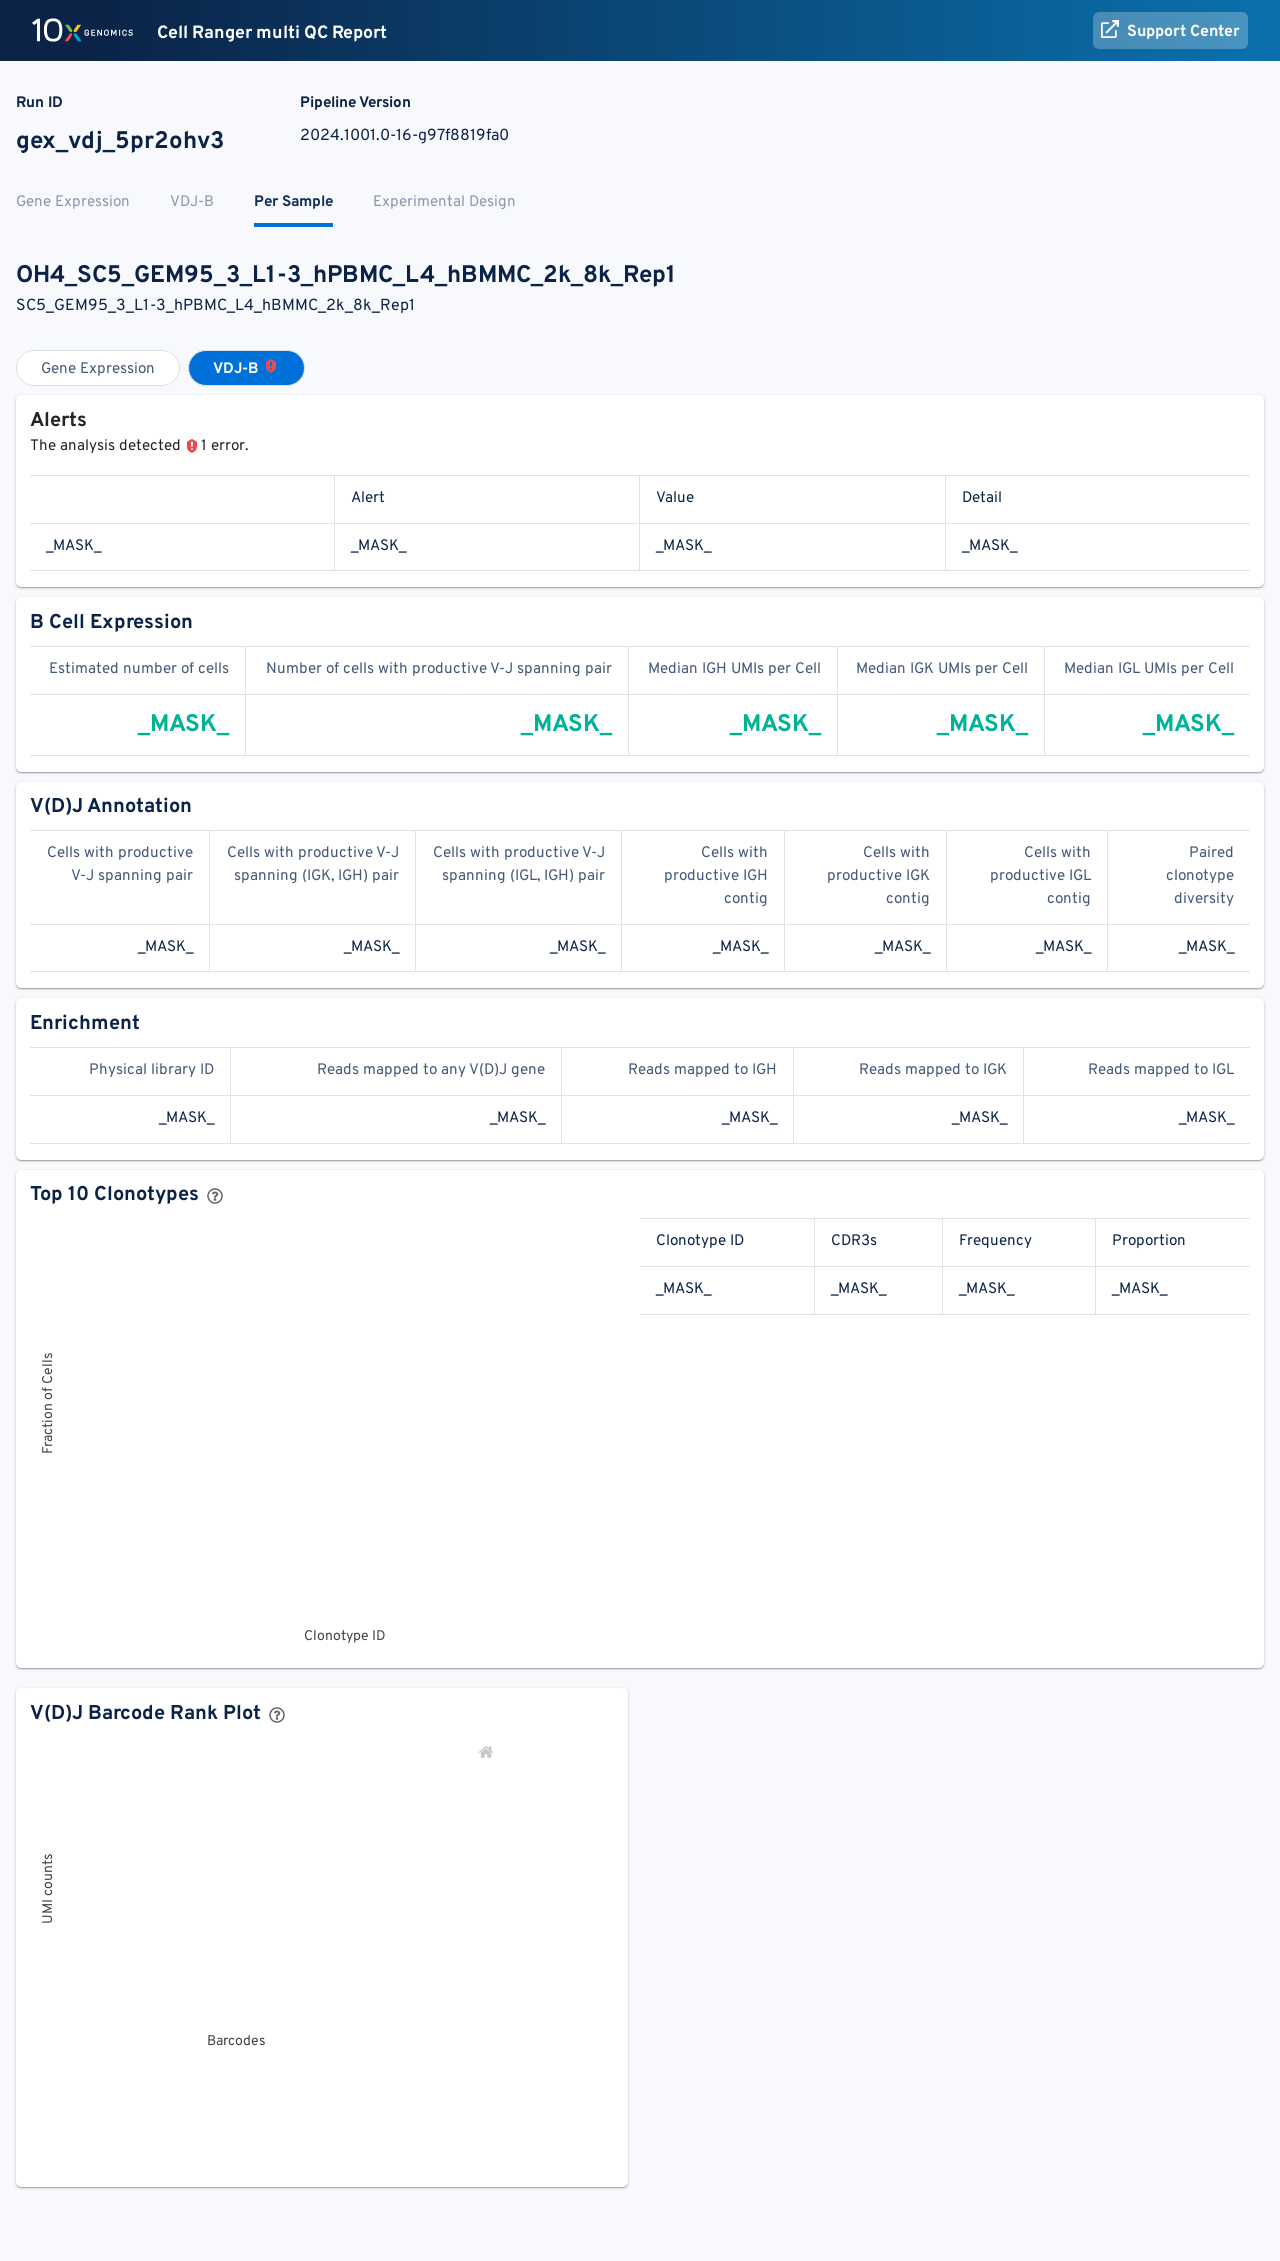 10x GENOMICS Cell Ranger multi QC Report Support Center
Run ID Pipeline Version
gex_vdj_5pr2ohv3 2024.1001.0-16-g97f8819fa0
Gene Expression VDJ-B Per Sample Experimental Design
OH4_SC5_GEM95_3_L1-3_hPBMC_L4_hBMMC_2k_8k_Rep1
SC5_GEM95_3_L1-3_hPBMC_L4_hBMMC_2k_8k_Rep1
Gene Expression VDJ-B
Alerts
The analysis detected 1 error.
Alert Value Detail
_MASK_ _MASK_ _MASK_ _MASK_
B Cell Expression
Estimated number of cells Number of cells with productive V-J spanning pair Median IGH UMIs per Cell Median IGK UMIs per Cell Median IGL UMIs per Cell
_MASK_ _MASK_ _MASK_ _MASK_ _MASK_
V(D)J Annotation
Cells with productive Cells with productive V-J Cells with productive V-J Cells with Cells with Cells with Paired
V-J spanning pair spanning (IGK, IGH) pair spanning (IGL, IGH) pair productive IGH productive IGK productive IGL clonotype
contig contig contig diversity
_MASK_ _MASK_ _MASK_ _MASK_ _MASK_ _MASK_ _MASK_
Enrichment
Physical library ID Reads mapped to any V(D)J gene Reads mapped to IGH Reads mapped to IGK Reads mapped to IGL
_MASK_ _MASK_ _MASK_ _MASK_ _MASK_
Top 10 Clonotypes
Clonotype ID CDR3s Frequency Proportion
_MASK_ _MASK_ _MASK_ _MASK_
Fraction of Cells
Clonotype ID
V(D)J Barcode Rank Plot
UMI counts
Barcodes